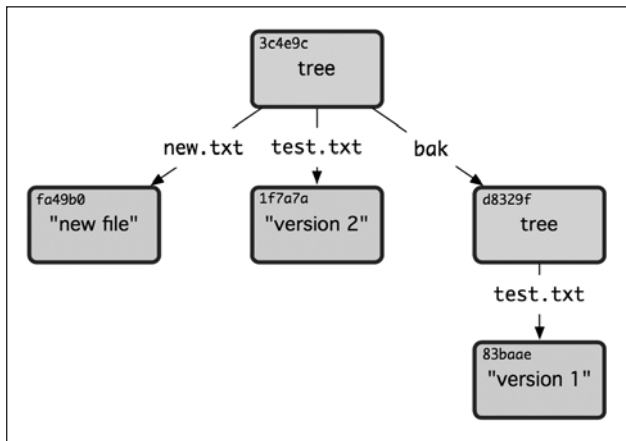 3c4e9c
tree
new.txt test.txt bak
fa49b0
"new file"
1f7a7a
"version 2"
d8329f
tree
test.txt
83baae
"version 1"